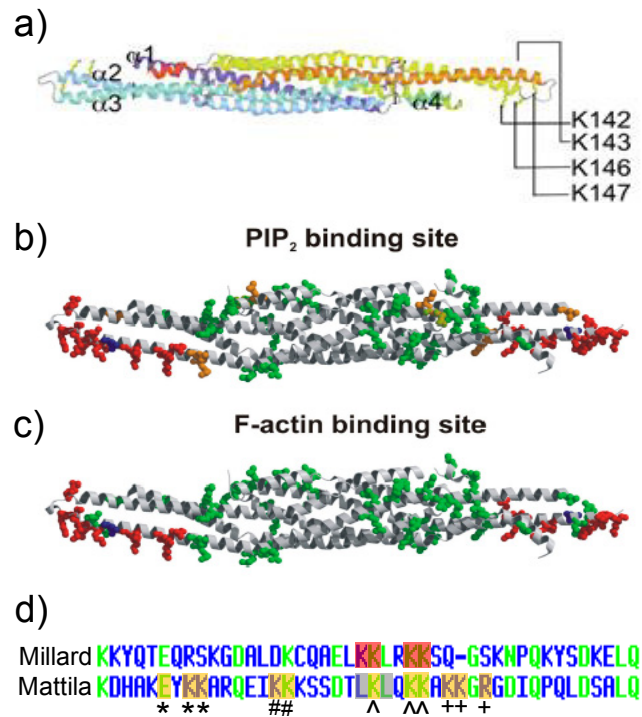 a)
α1
α2
α3
α4
K142
K143
K146
K147
b)
PIP₂ binding site
c)
F-actin binding site
d)
Millard KKYQTEQRSKGDALDKCQAELKKLRKKSQ-GSKNPQKYSDKELQ
Mattila KDHAKEYKKARQEIKKKSSDTLKLQKKAKKGRGDIQPQLDSALQ
* ** ## ^ ^^ ++ +